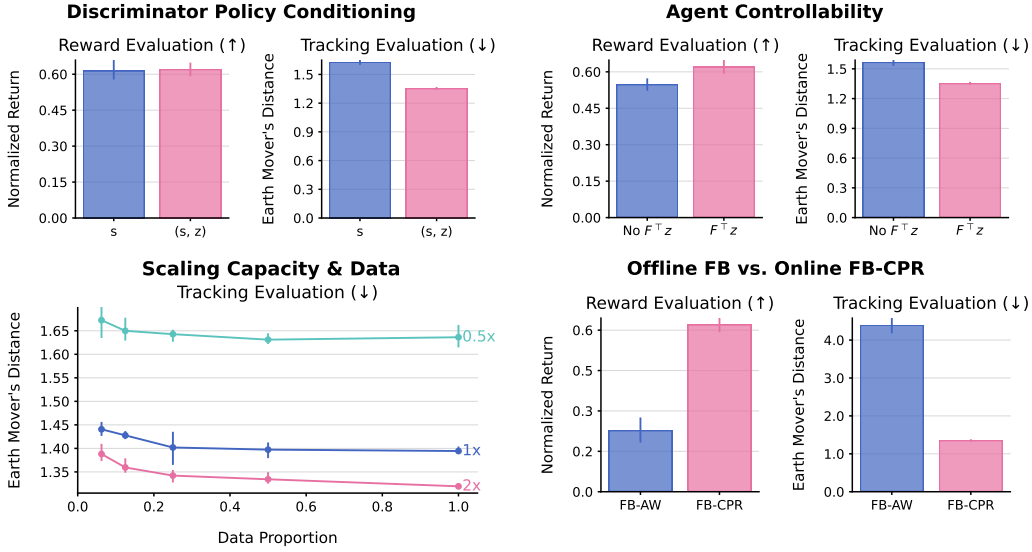 Discriminator Policy Conditioning
Reward Evaluation (↑)
Normalized Return
0.60
0.45
0.30
0.15
0.00
s
(s, z)
Tracking Evaluation (↓)
Earth Mover's Distance
1.5
1.2
0.9
0.6
0.3
0.0
s
(s, z)
Agent Controllability
Reward Evaluation (↑)
Normalized Return
0.60
0.45
0.30
0.15
0.00
No F⊤z
F⊤z
Tracking Evaluation (↓)
Earth Mover's Distance
1.5
1.2
0.9
0.6
0.3
0.0
No F⊤z
F⊤z
Scaling Capacity & Data
Tracking Evaluation (↓)
Earth Mover's Distance
1.65
1.60
1.55
1.50
1.45
1.40
1.35
0.5x
1x
2x
0.0
0.2
0.4
0.6
0.8
1.0
Data Proportion
Offline FB vs. Online FB-CPR
Reward Evaluation (↑)
Normalized Return
0.6
0.5
0.3
0.2
0.0
FB-AW
FB-CPR
Tracking Evaluation (↓)
Earth Mover's Distance
4.0
3.0
2.0
1.0
0.0
FB-AW
FB-CPR